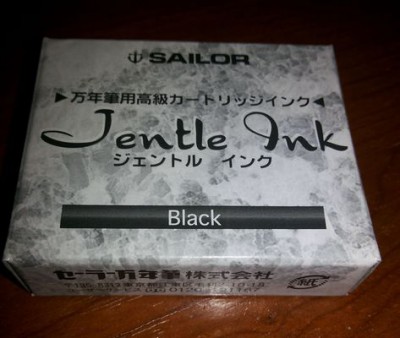 SAILOR
▶万年筆用高級カートリッジインク◀
Jentle Ink
ジェントル インク
Black
セーラー万年筆株式会社
紙